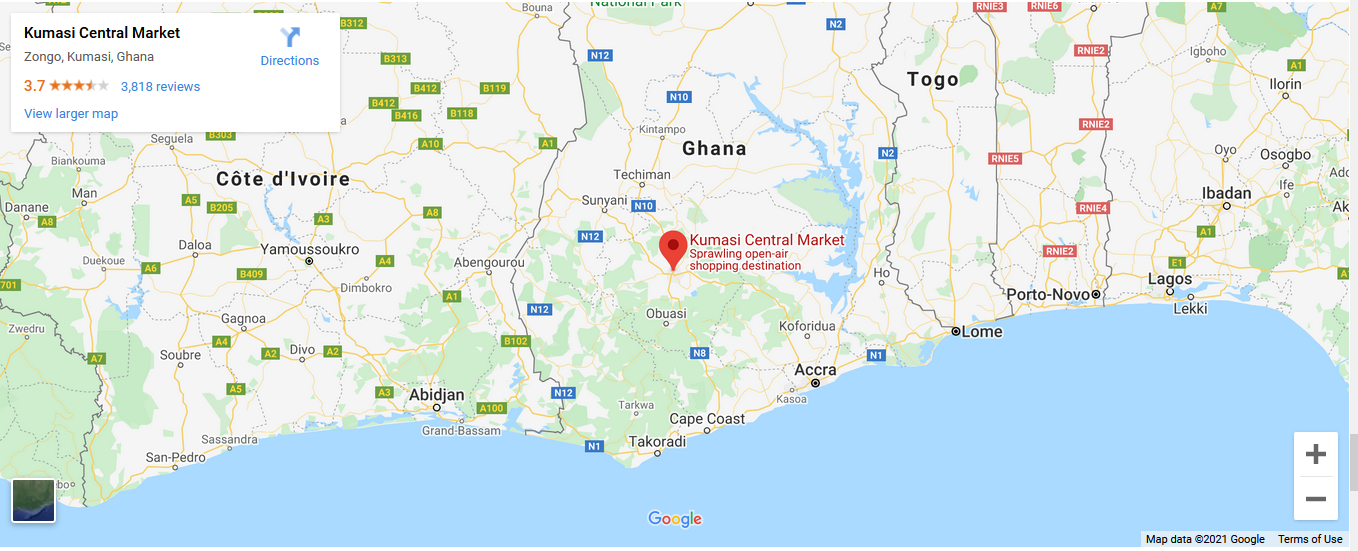 Kumasi Central Market
Zongo, Kumasi, Ghana
3.7
3,818 reviews
View larger map
Directions
Bouna
National Park
RNIE3
RNIE6
A7
B312
N2
N12
RNIE2
Igboho
B313
Togo
A1
Ilorin
B412
B119
B412
N10
B416
B118
Kintampo
RNIE2
B303
Seguela
A10
A1
Ghana
N2
RNIE5
Oyo
Osogbo
Biankouma
Côte d'Ivoire
Techiman
Man
Sunyani
N10
Ife
Ibadan
Danane
A8
A5
B205
A3
A8
RNIE4
Daloa
N12
A1
Yamoussoukro
Kumasi Central Market
Sprawling open-air
shopping destination
RNIE2
Duekoue
A6
B409
A4
Abengourou
Ho
E1
A1
701
Dimbokro
A1
Lagos
Porto-Novo
Lekki
N12
Obuasi
Gagnoa
Koforidua
Lome
Zwedru
A4
B102
Soubre
A2
Divo
A2
N8
N1
A7
Accra
A5
A3
Abidjan
N12
Kasoa
A100
Tarkwa
Cape Coast
Grand-Bassam
Sassandra
N1
Takoradi
San-Pedro
Google
Map data ©2021 Google
Terms of Use